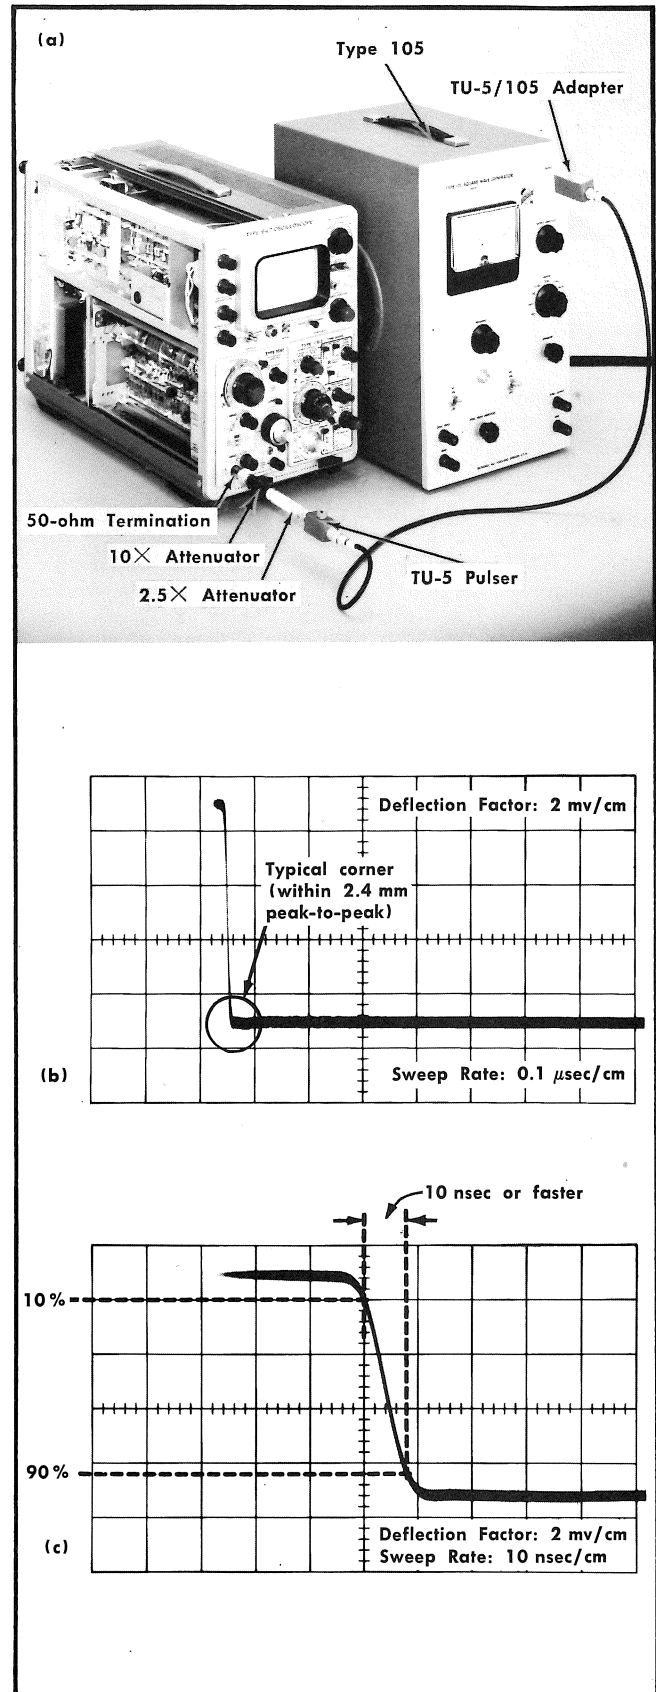 (a)
Type 105
TU-5/105 Adapter
50-ohm Termination
10× Attenuator
2.5× Attenuator
TU-5 Pulser
Deflection Factor: 2 mv/cm
Typical corner
(within 2.4 mm
peak-to-peak)
(b)
Sweep Rate: 0.1 μsec/cm
10 nsec or faster
10%
90%
(c)
Deflection Factor: 2 mv/cm
Sweep Rate: 10 nsec/cm